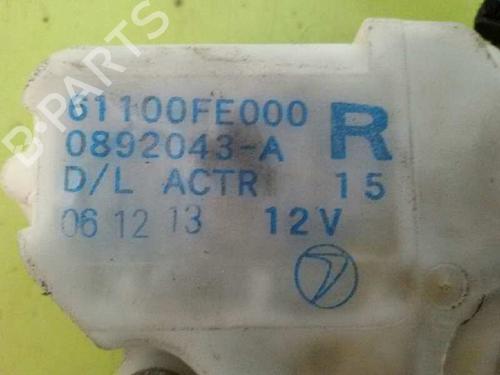 61100FE000
0892043-A R
D/L ACTR 15
06 12 13 12V
B-PARTS